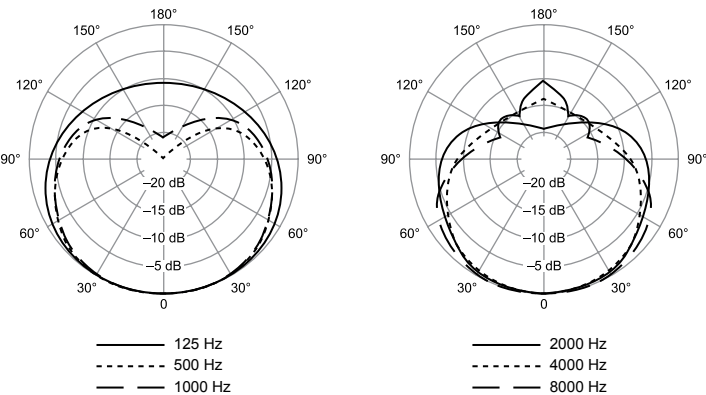 180°
150° 150°
120° 120°
90° 90°
–20 dB
–15 dB
–10 dB
60° 60°
–5 dB
30° 30°
0
125 Hz
500 Hz
1000 Hz
180°
150° 150°
120° 120°
90° 90°
–20 dB
–15 dB
–10 dB
60° 60°
–5 dB
30° 30°
0
2000 Hz
4000 Hz
8000 Hz